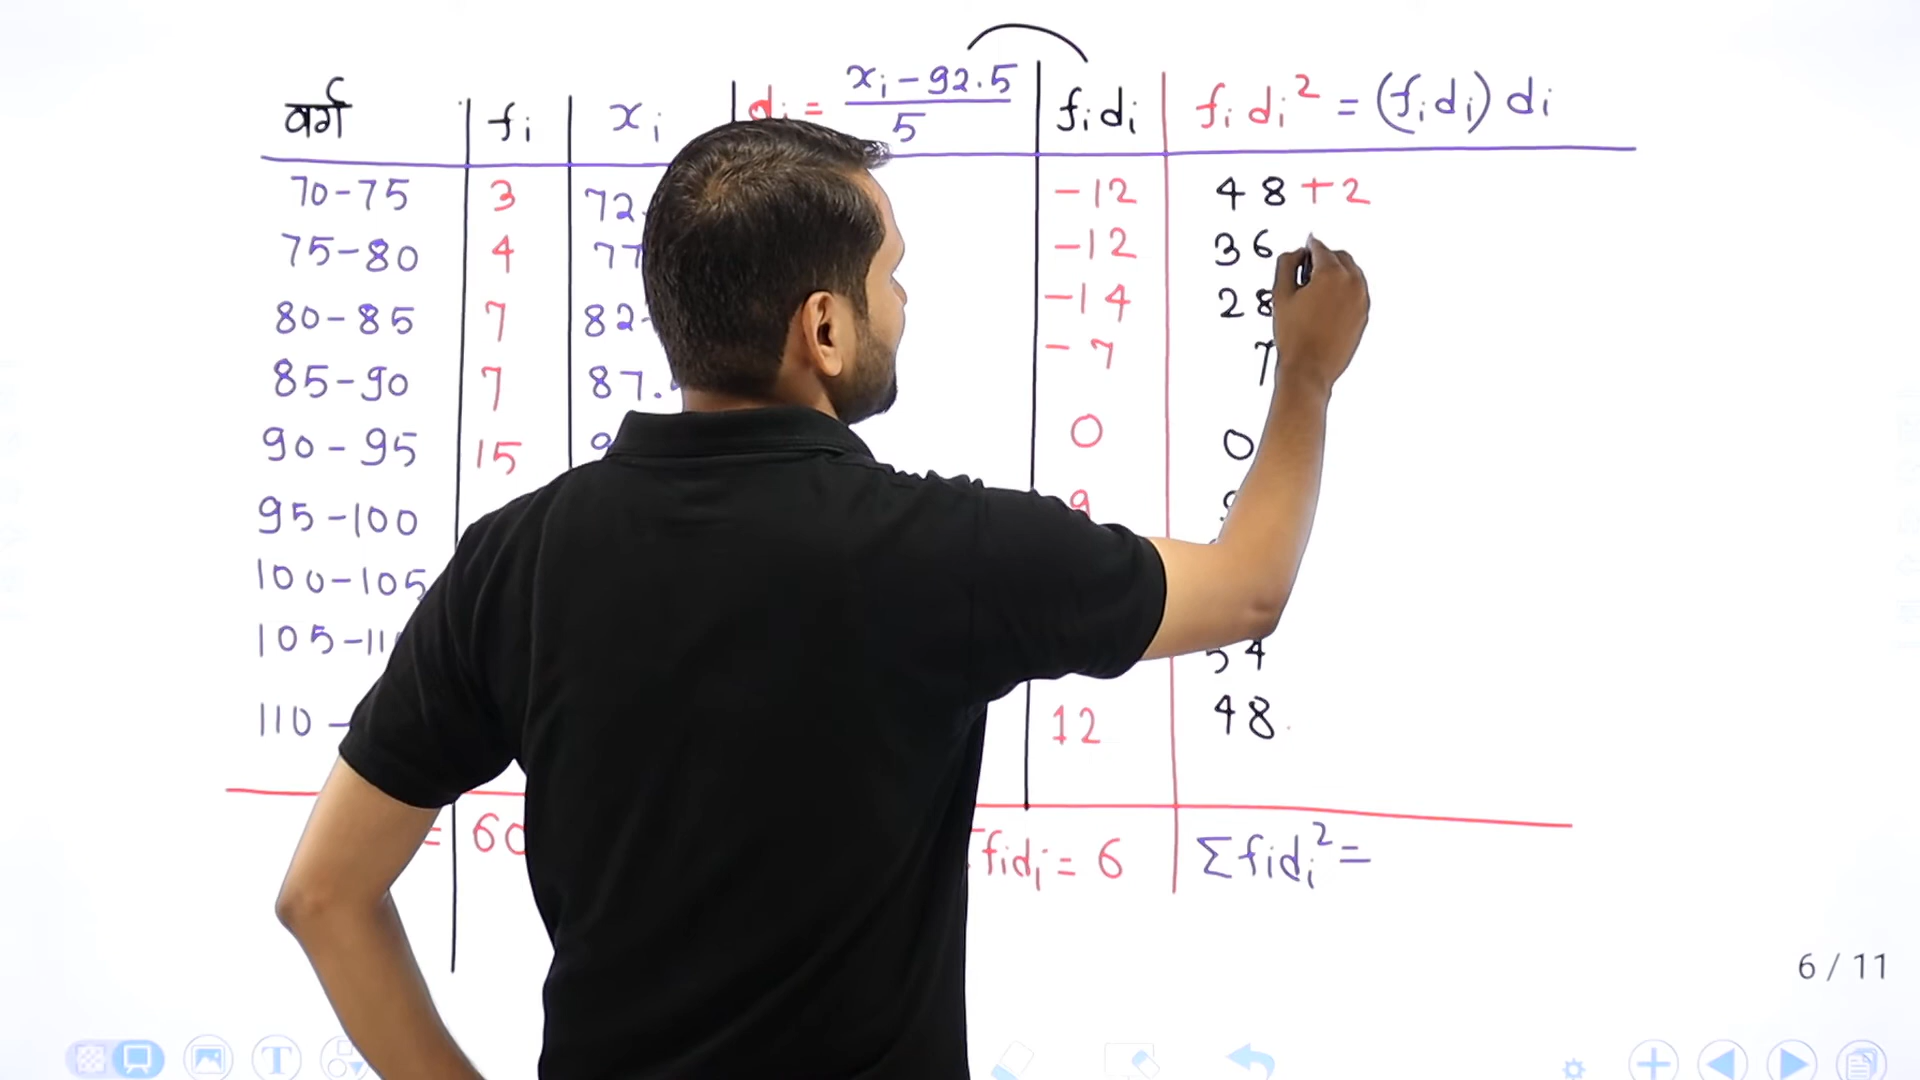 वर्ग fi xi di = xi - 92.5 / 5 fidi fidi² = (fidi) di
70-75 3 72. -12 48 +2
75-80 4 77 -12 36
80-85 7 82. -14 28
85-90 7 87. -7 7
90-95 15 9 0 0
95-100 9
100-105
105-11 54
110- 12 48
= 60 fidi = 6 Σfidi² =
6 / 11